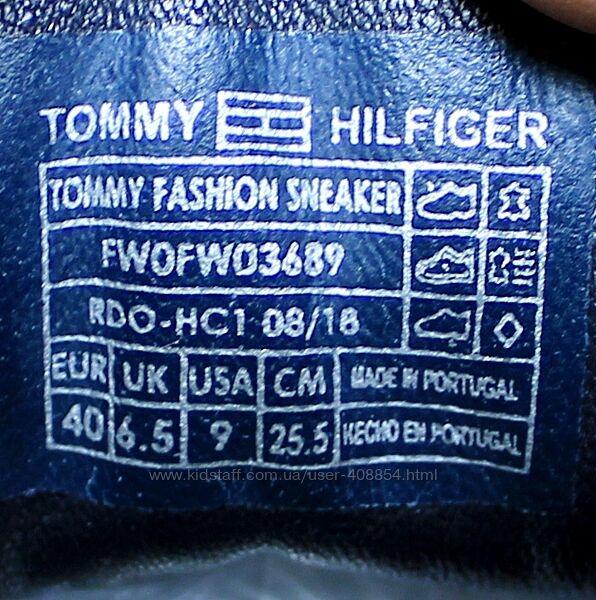 TOMMY HILFIGER
TOMMY FASHION SNEAKER
FW0FW03689
RDO-HC1 08/18
EUR UK USA CM MADE IN PORTUGAL
40 6.5 9 25.5 HECHO EN PORTUGAL
www.kidstaff.com.ua/user-408854.html